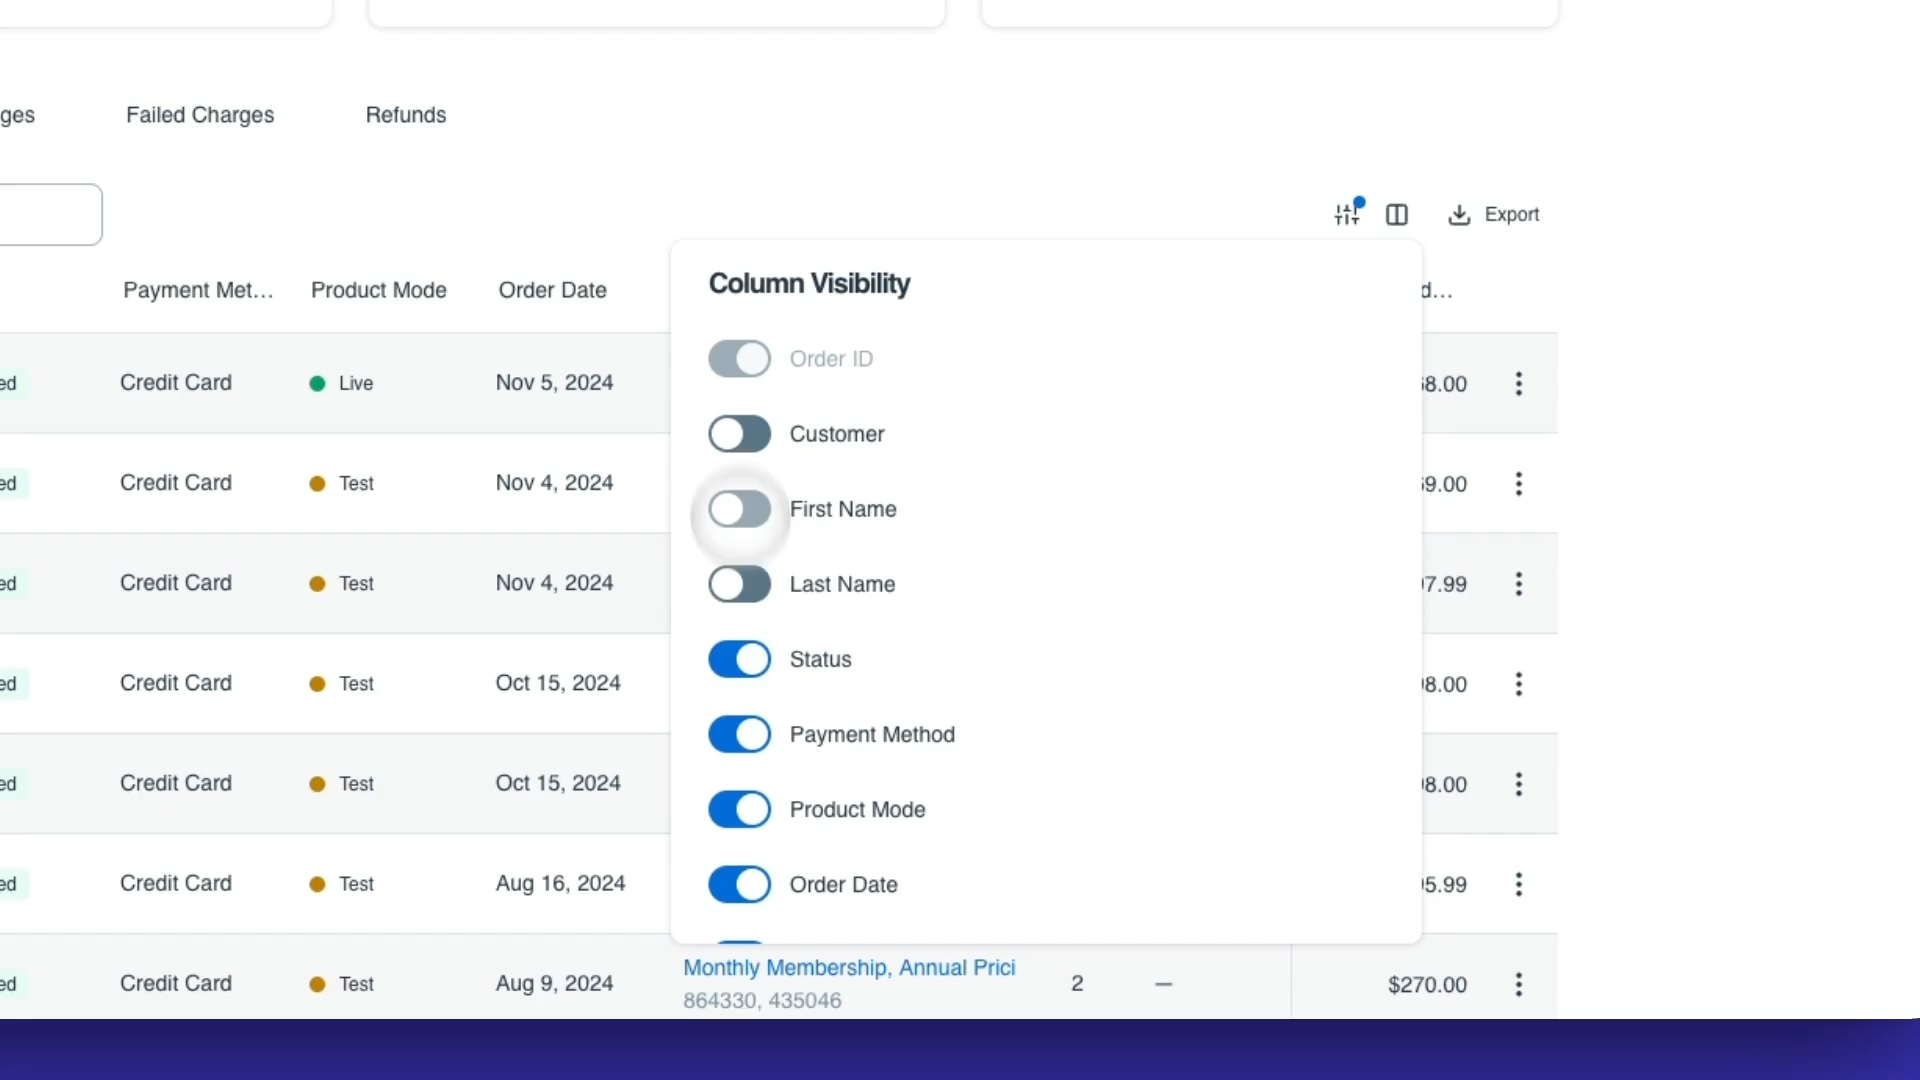 ges Failed Charges Refunds
Export
Payment Met... Product Mode Order Date d...
Column Visibility
Order ID
Customer
First Name
Last Name
Status
Payment Method
Product Mode
Order Date
ed Credit Card Live Nov 5, 2024 8.00
ed Credit Card Test Nov 4, 2024 9.00
ed Credit Card Test Nov 4, 2024 7.99
ed Credit Card Test Oct 15, 2024 8.00
ed Credit Card Test Oct 15, 2024 8.00
ed Credit Card Test Aug 16, 2024 5.99
ed Credit Card Test Aug 9, 2024 Monthly Membership, Annual Prici 2 — $270.00
864330, 435046